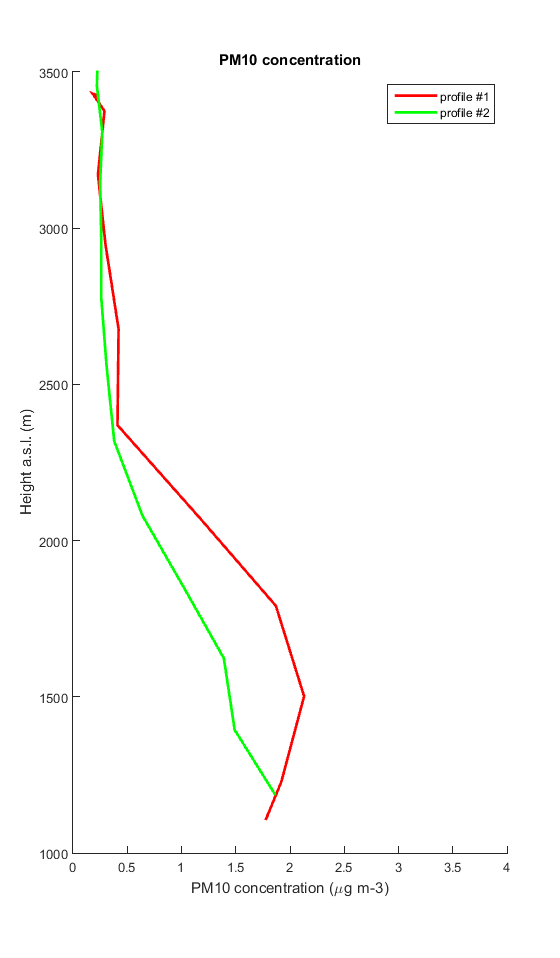 PM10 concentration
profile #1
profile #2
3500
3000
2500
2000
1500
1000
Height a.s.l. (m)
0 0.5 1 1.5 2 2.5 3 3.5 4
PM10 concentration (μg m-3)